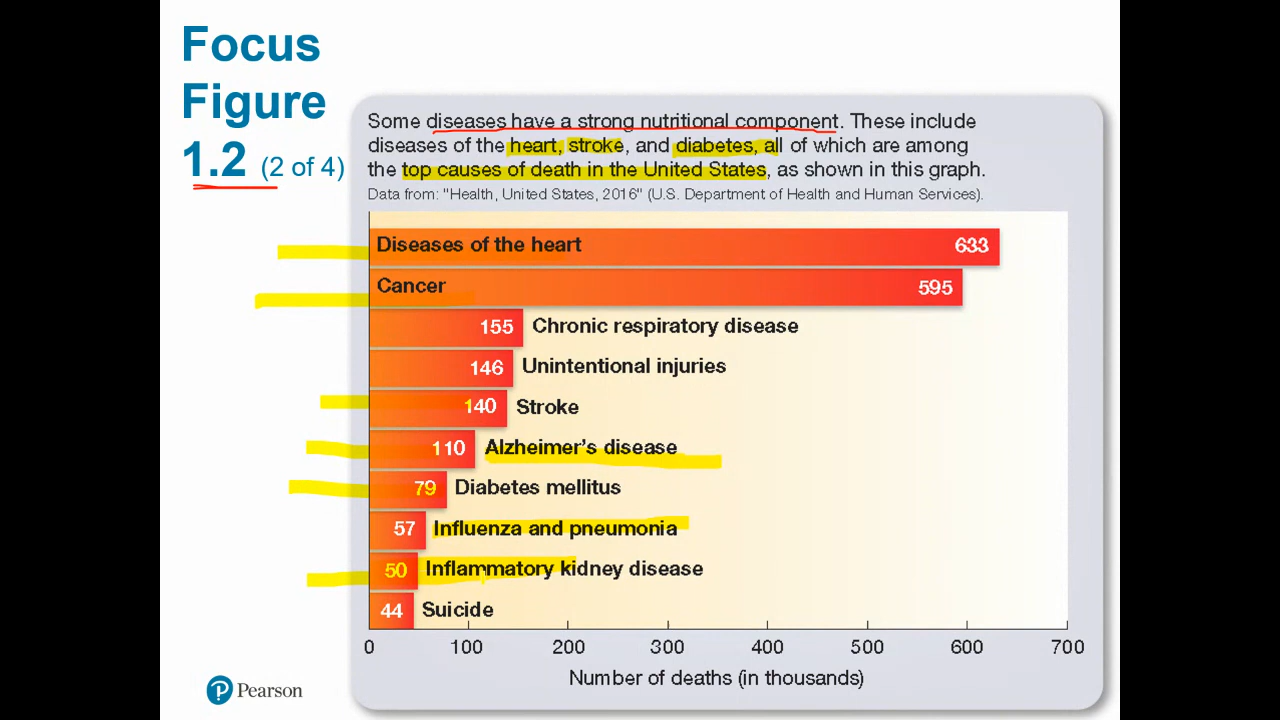 Focus
Figure
1.2 (2 of 4)
Some diseases have a strong nutritional component. These include
diseases of the heart, stroke, and diabetes, all of which are among
the top causes of death in the United States, as shown in this graph.
Data from: "Health, United States, 2016" (U.S. Department of Health and Human Services).
Diseases of the heart 633
Cancer 595
155 Chronic respiratory disease
146 Unintentional injuries
140 Stroke
110 Alzheimer's disease
79 Diabetes mellitus
57 Influenza and pneumonia
50 Inflammatory kidney disease
44 Suicide
0 100 200 300 400 500 600 700
Number of deaths (in thousands)
P Pearson